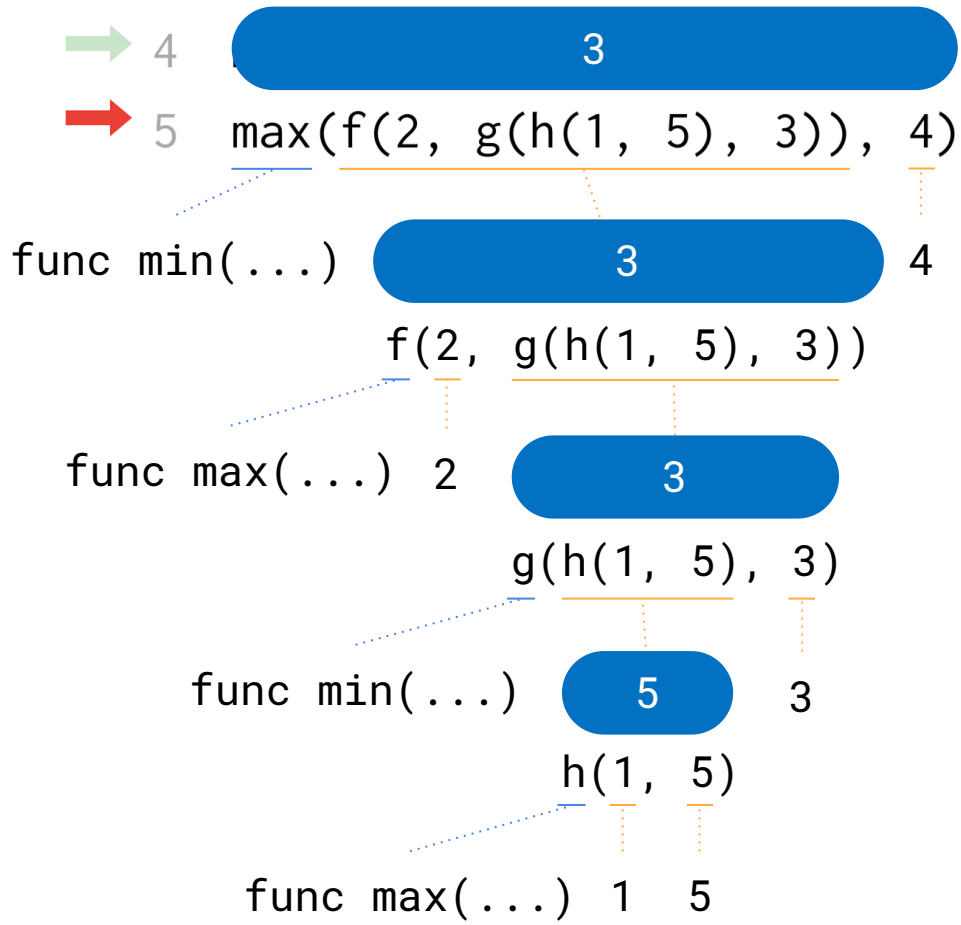 4 3
5 max(f(2, g(h(1, 5), 3)), 4)
func min(...) 3 4
f(2, g(h(1, 5), 3))
func max(...) 2 3
g(h(1, 5), 3)
func min(...) 5 3
h(1, 5)
func max(...) 1 5